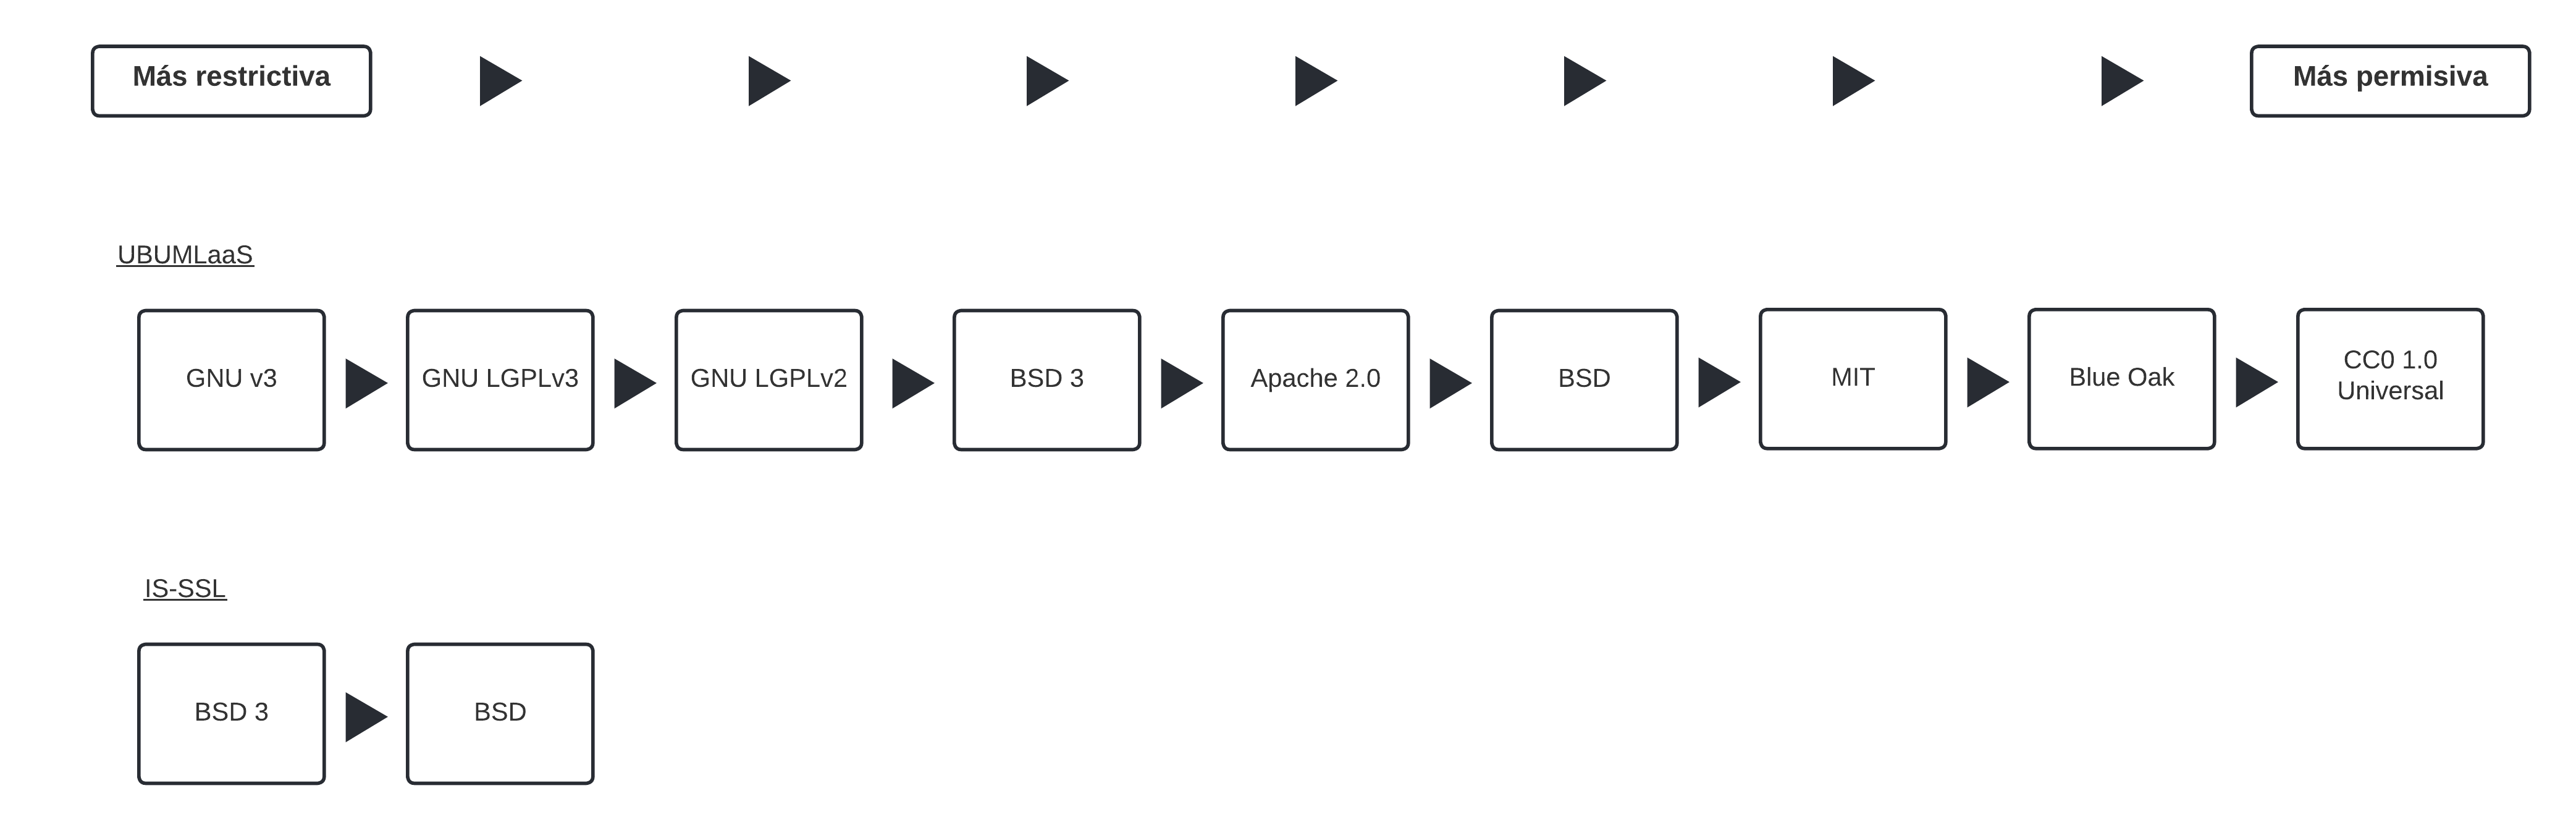 Más restrictiva
Más permisiva
UBUMLaaS
GNU v3
GNU LGPLv3
GNU LGPLv2
BSD 3
Apache 2.0
BSD
MIT
Blue Oak
CC0 1.0
Universal
IS-SSL
BSD 3
BSD